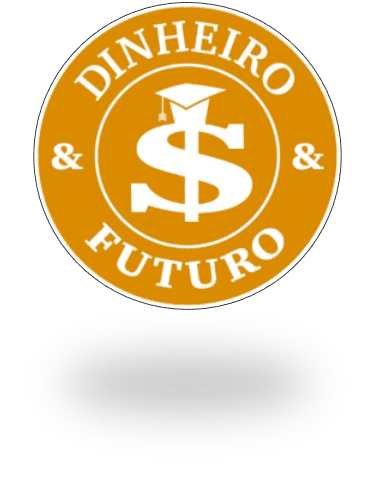 DINHEIRO
& $ &
FUTURO